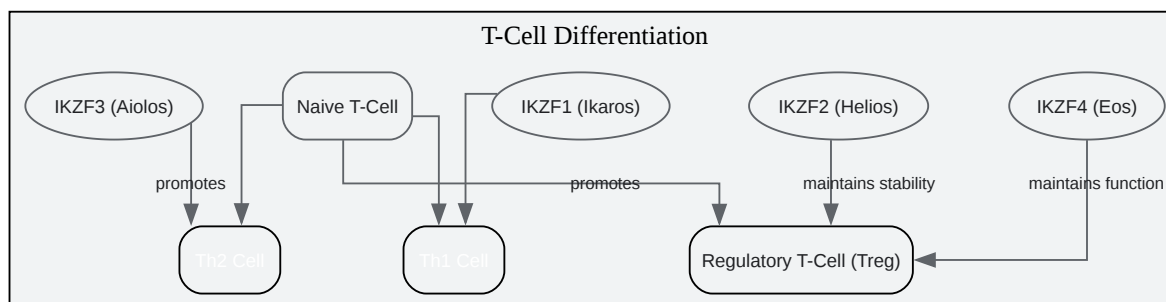 T-Cell Differentiation
IKZF3 (Aiolos)
Naive T-Cell
IKZF1 (Ikaros)
IKZF2 (Helios)
IKZF4 (Eos)
promotes
promotes
maintains stability
maintains function
Th2 Cell
Th1 Cell
Regulatory T-Cell (Treg)